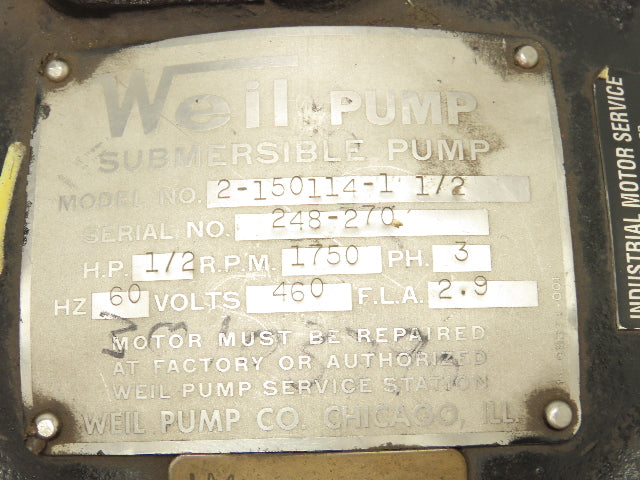 Weil PUMP
SUBMERSIBLE PUMP
MODEL NO. 2-150114-1 1/2
SERIAL NO. 248-270
H.P. 1/2 R.P.M. 1750 PH. 3
HZ 60 VOLTS 460 F.L.A. 2.9
MOTOR MUST BE REPAIRED
AT FACTORY OR AUTHORIZED
WEIL PUMP SERVICE STATION
WEIL PUMP CO. CHICAGO, ILL.
INDUSTRIAL MOTOR SERVICE